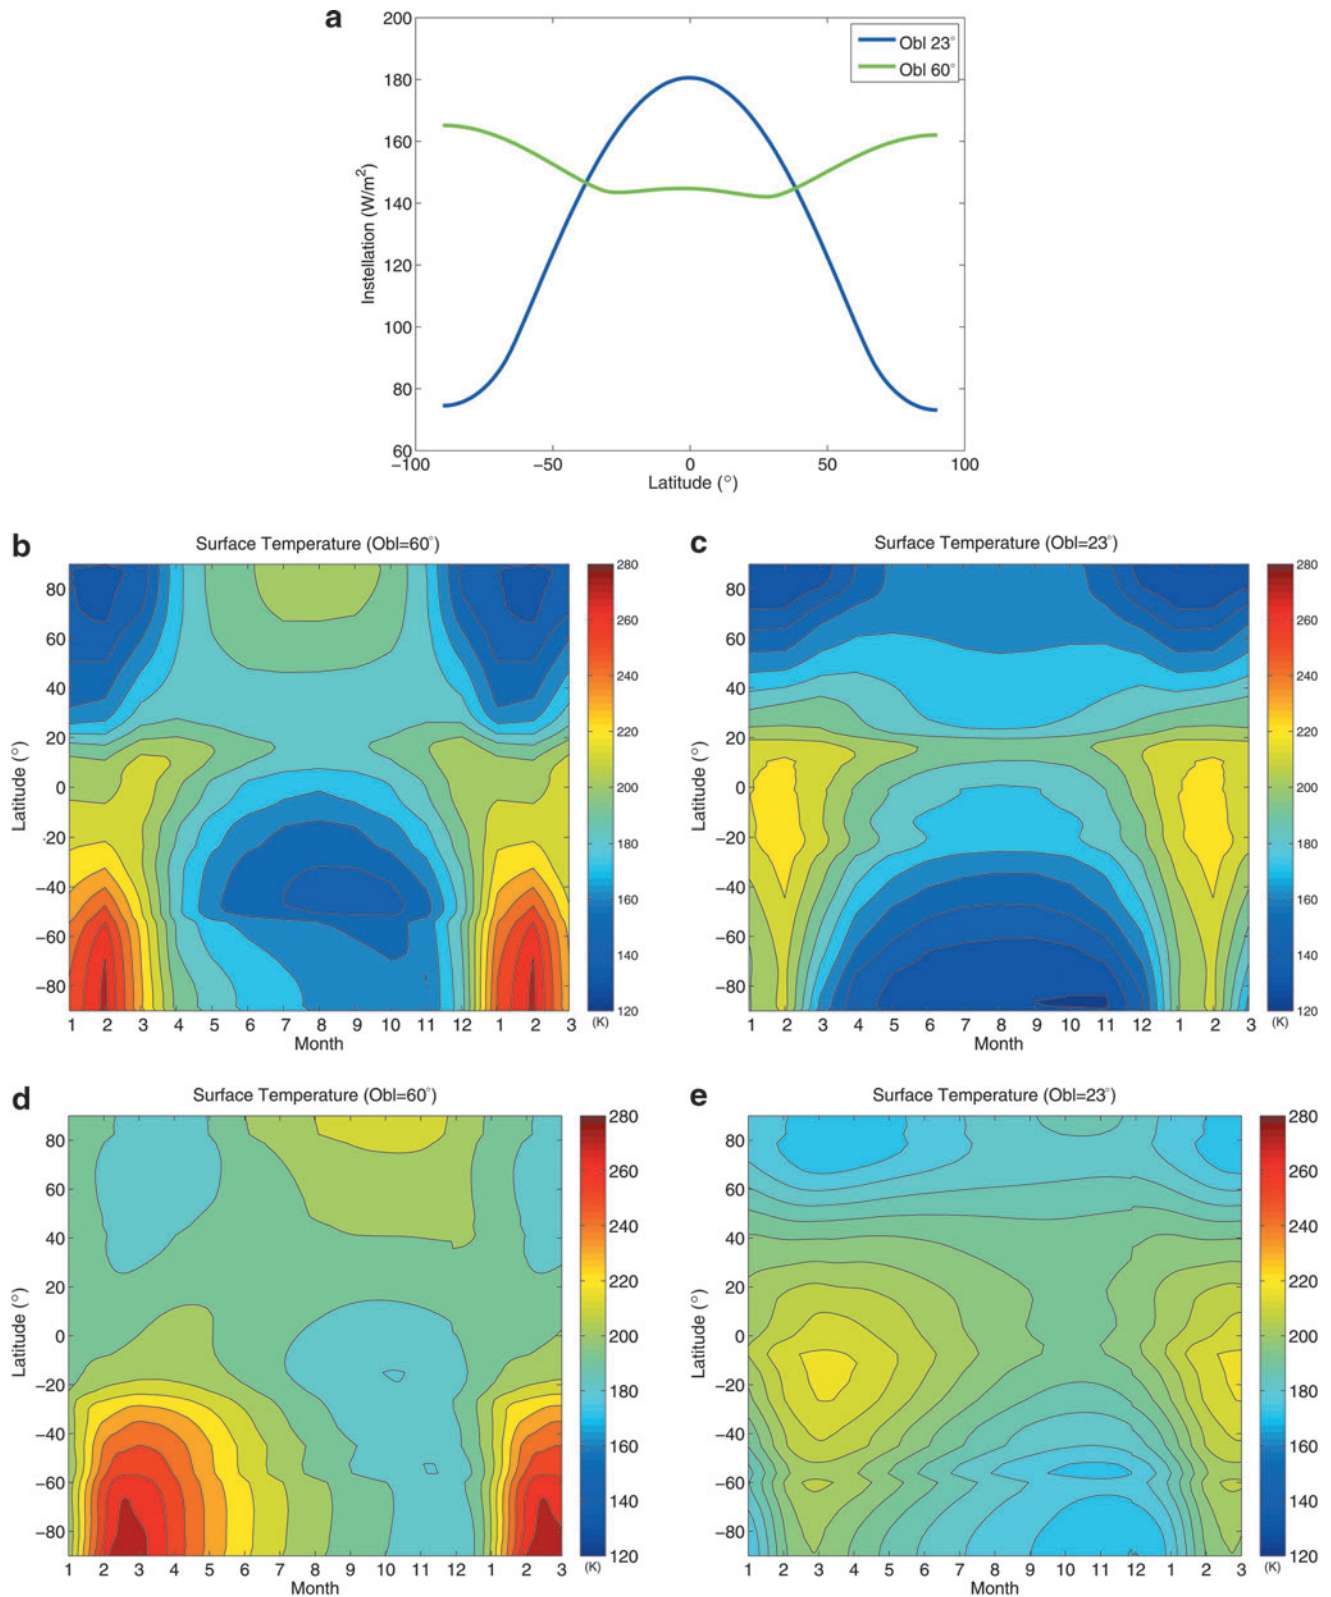 a
200
180
160
140
120
100
80
60
Instellation (W/m²)
Obl 23°
Obl 60°
−100 −50 0 50 100
Latitude (°)
b
Surface Temperature (Obl=60°)
80
60
40
20
0
−20
−40
−60
−80
Latitude (°)
1 2 3 4 5 6 7 8 9 10 11 12 1 2 3
Month
280
260
240
220
200
180
160
140
120
(K)
c
Surface Temperature (Obl=23°)
80
60
40
20
0
−20
−40
−60
−80
Latitude (°)
1 2 3 4 5 6 7 8 9 10 11 12 1 2 3
Month
280
260
240
220
200
180
160
140
120
(K)
d
Surface Temperature (Obl=60°)
80
60
40
20
0
−20
−40
−60
−80
Latitude (°)
1 2 3 4 5 6 7 8 9 10 11 12 1 2 3
Month
280
260
240
220
200
180
160
140
120
(K)
e
Surface Temperature (Obl=23°)
80
60
40
20
0
−20
−40
−60
−80
Latitude (°)
1 2 3 4 5 6 7 8 9 10 11 12 1 2 3
Month
280
260
240
220
200
180
160
140
120
(K)